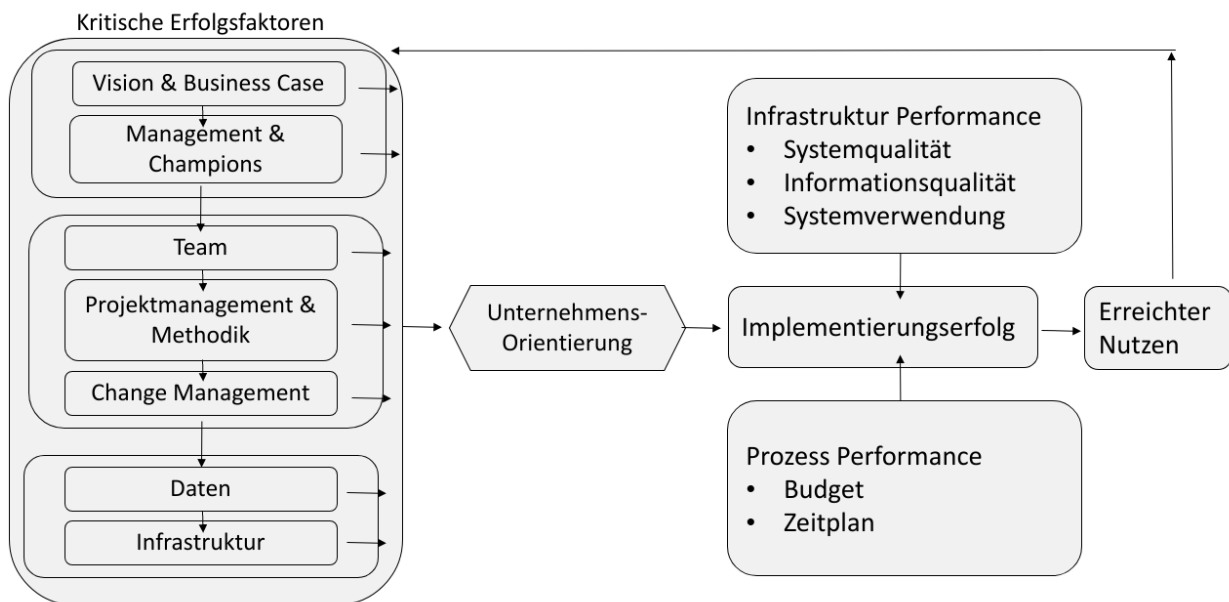 Kritische Erfolgsfaktoren
Vision & Business Case
Management &
Champions
Team
Projektmanagement &
Methodik
Change Management
Daten
Infrastruktur
Unternehmens-
Orientierung
Infrastruktur Performance
• Systemqualität
• Informationsqualität
• Systemverwendung
Implementierungserfolg
Prozess Performance
• Budget
• Zeitplan
Erreichter
Nutzen